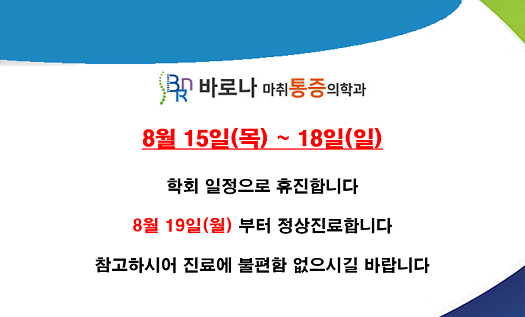 BnR 바로나 마취통증의학과
8월 15일(목) ~ 18일(일)
학회 일정으로 휴진합니다
8월 19일(월) 부터 정상진료합니다
참고하시어 진료에 불편함 없으시길 바랍니다